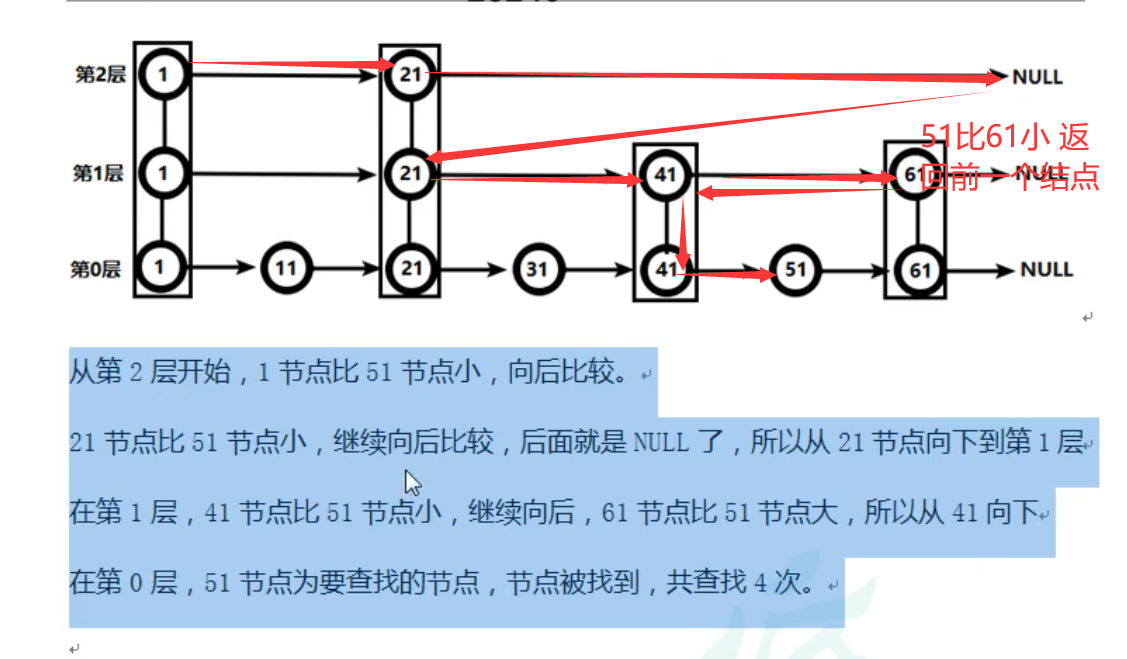 第2层 1 21 NULL
51比61小 返
回前一个结点
第1层 1 21 41 61 NULL
第0层 1 11 21 31 41 51 61 NULL
从第 2 层开始，1 节点比 51 节点小，向后比较。
21 节点比 51 节点小，继续向后比较，后面就是 NULL 了，所以从 21 节点向下到第 1 层
在第 1 层，41 节点比 51 节点小，继续向后，61 节点比 51 节点大，所以从 41 向下
在第 0 层，51 节点为要查找的节点，节点被找到，共查找 4 次。